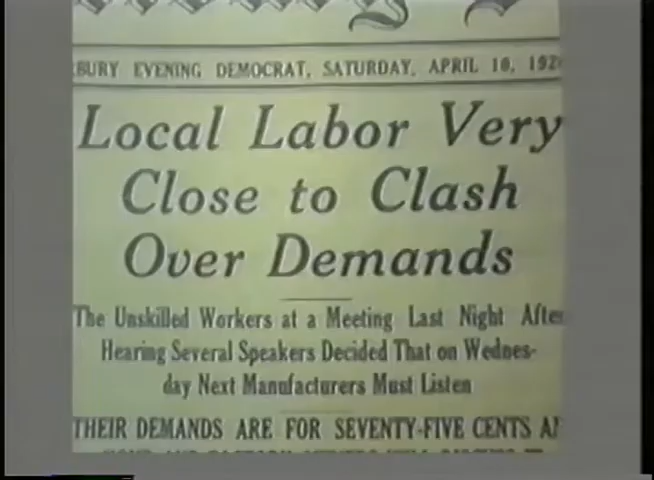 BURY EVENING DEMOCRAT, SATURDAY, APRIL 10, 192
Local Labor Very
Close to Clash
Over Demands
The Unskilled Workers at a Meeting Last Night After
Hearing Several Speakers Decided That on Wednes-
day Next Manufacturers Must Listen
THEIR DEMANDS ARE FOR SEVENTY-FIVE CENTS A